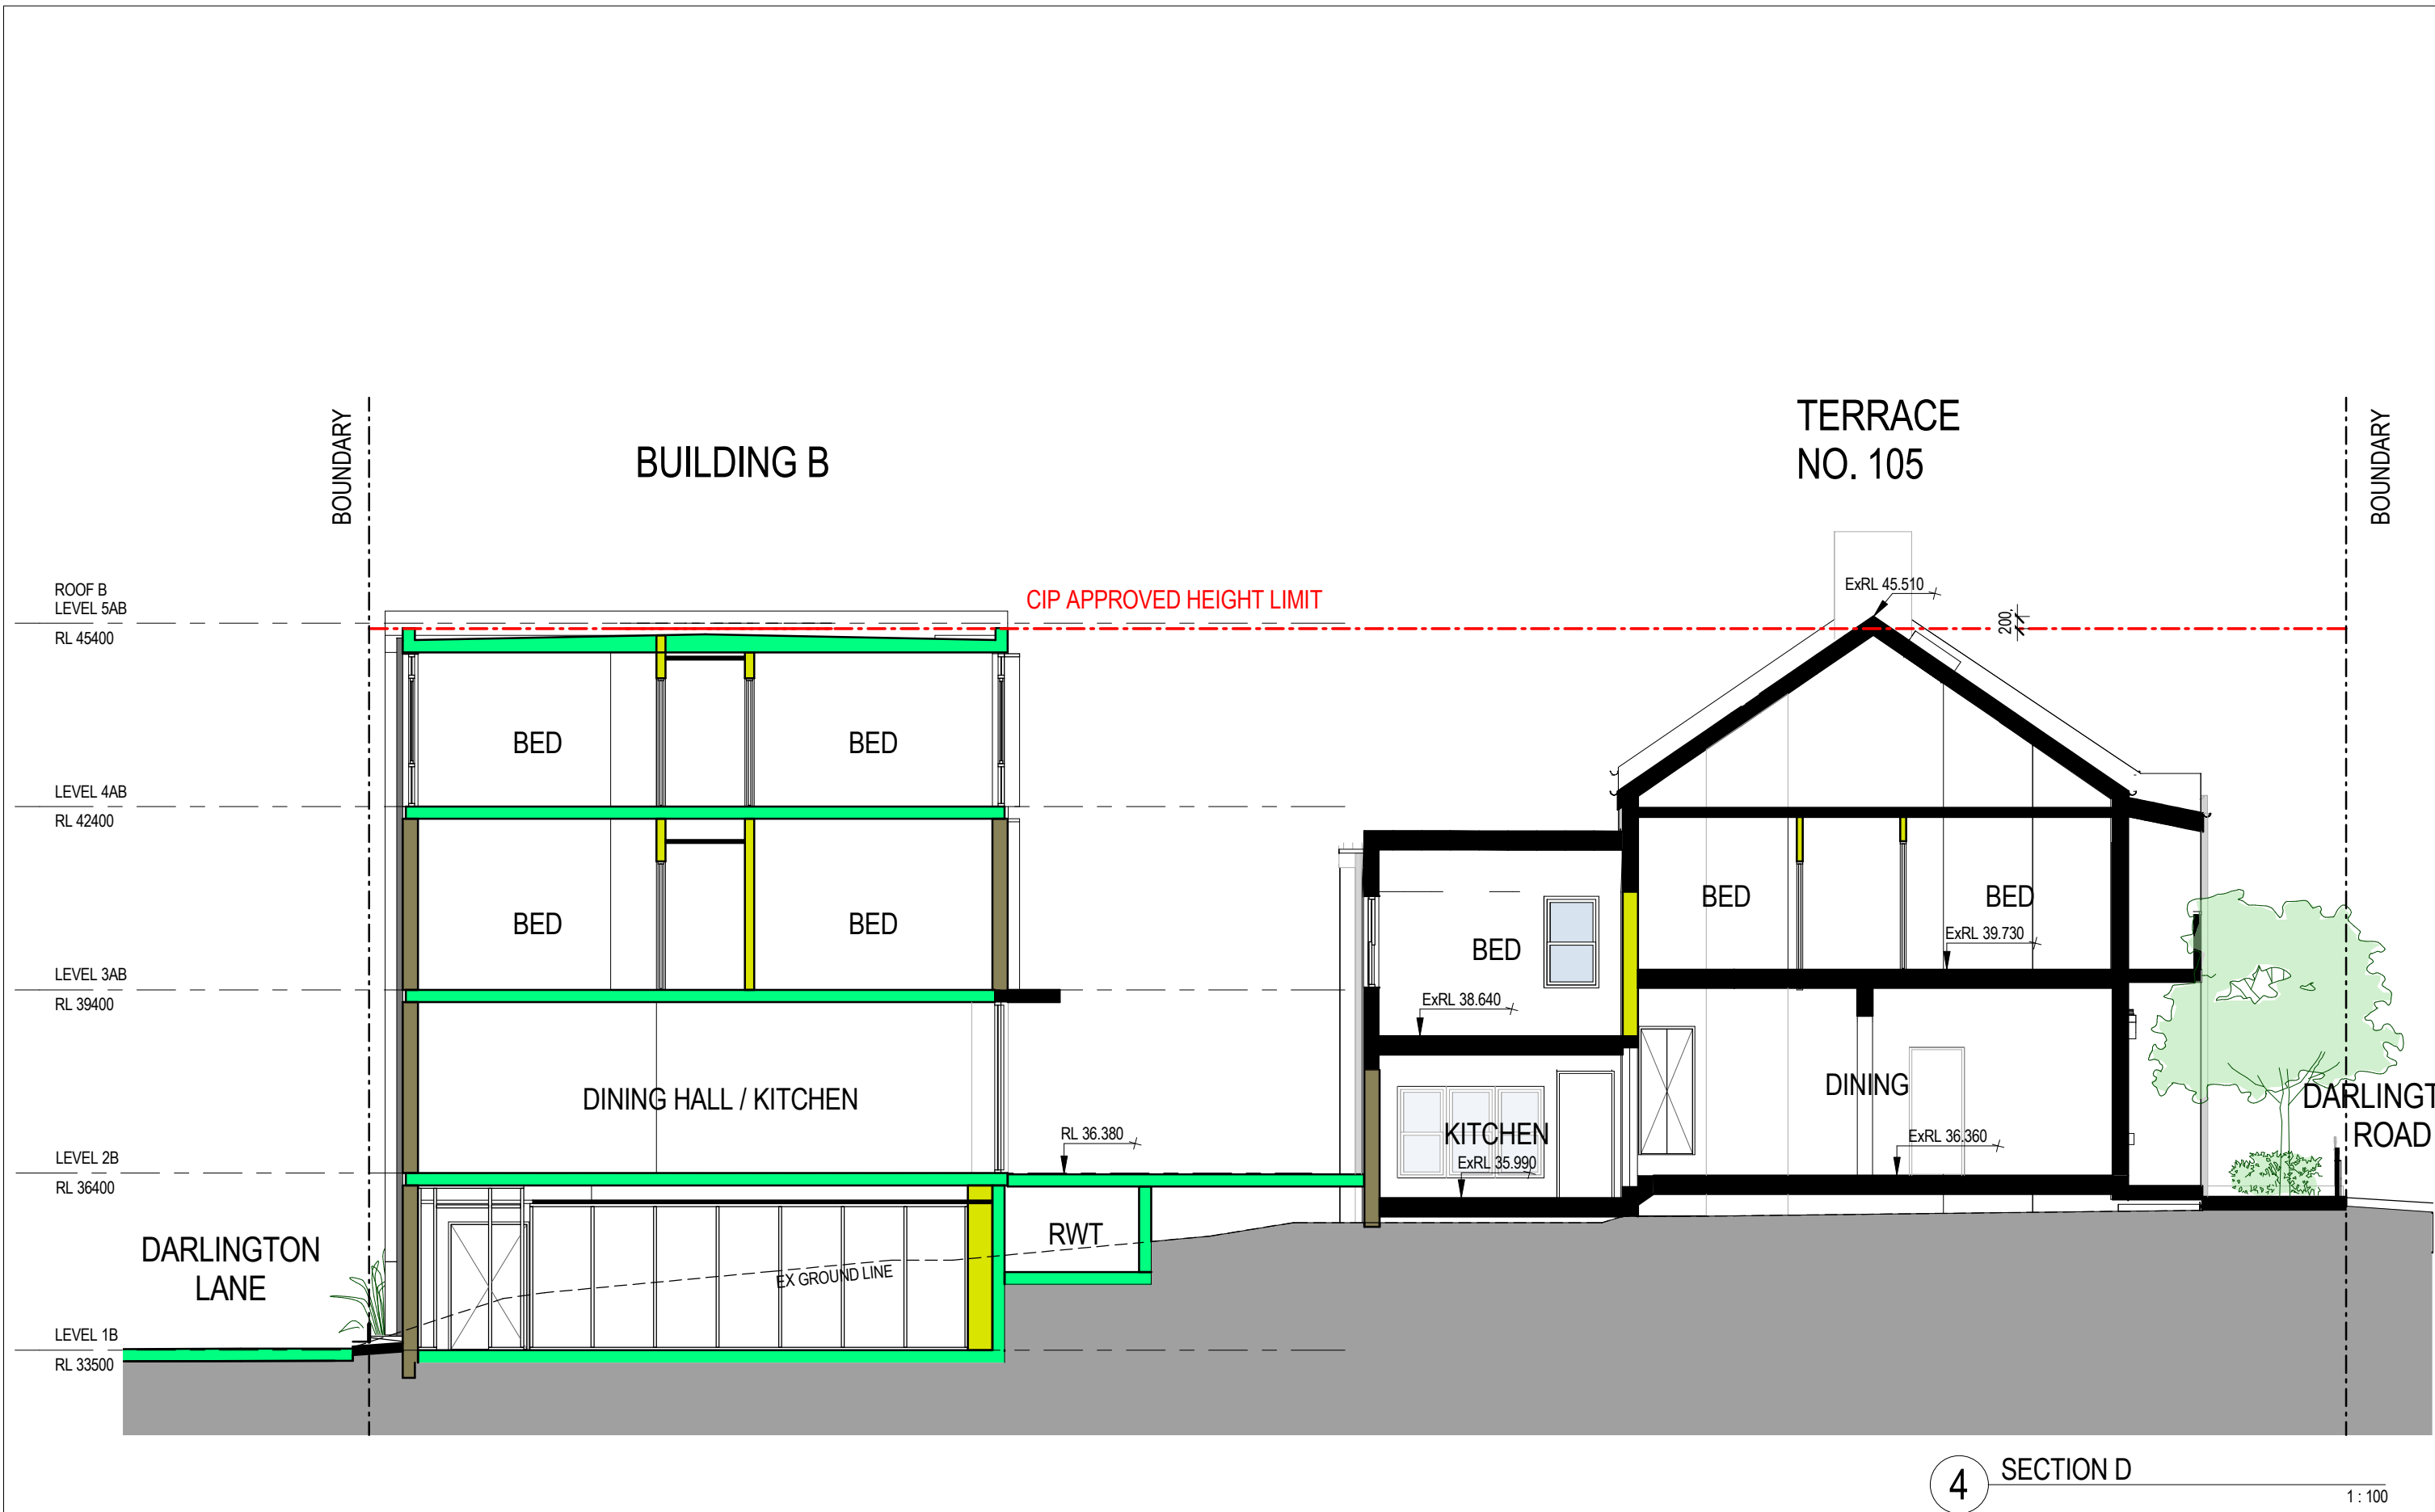 BOUNDARY
BUILDING B
TERRACE
NO. 105
BOUNDARY
ROOF B
LEVEL 5AB
RL 45400
CIP APPROVED HEIGHT LIMIT
ExRL 45.510
200
BED
BED
LEVEL 4AB
RL 42400
BED
BED
BED
BED
BED
ExRL 39.730
LEVEL 3AB
RL 39400
ExRL 38.640
DINING HALL / KITCHEN
DINING
DARLINGT
ROAD
RL 36.380
KITCHEN
ExRL 36.360
ExRL 35.990
LEVEL 2B
RL 36400
DARLINGTON
LANE
RWT
EX GROUND LINE
LEVEL 1B
RL 33500
4
SECTION D
1 : 100